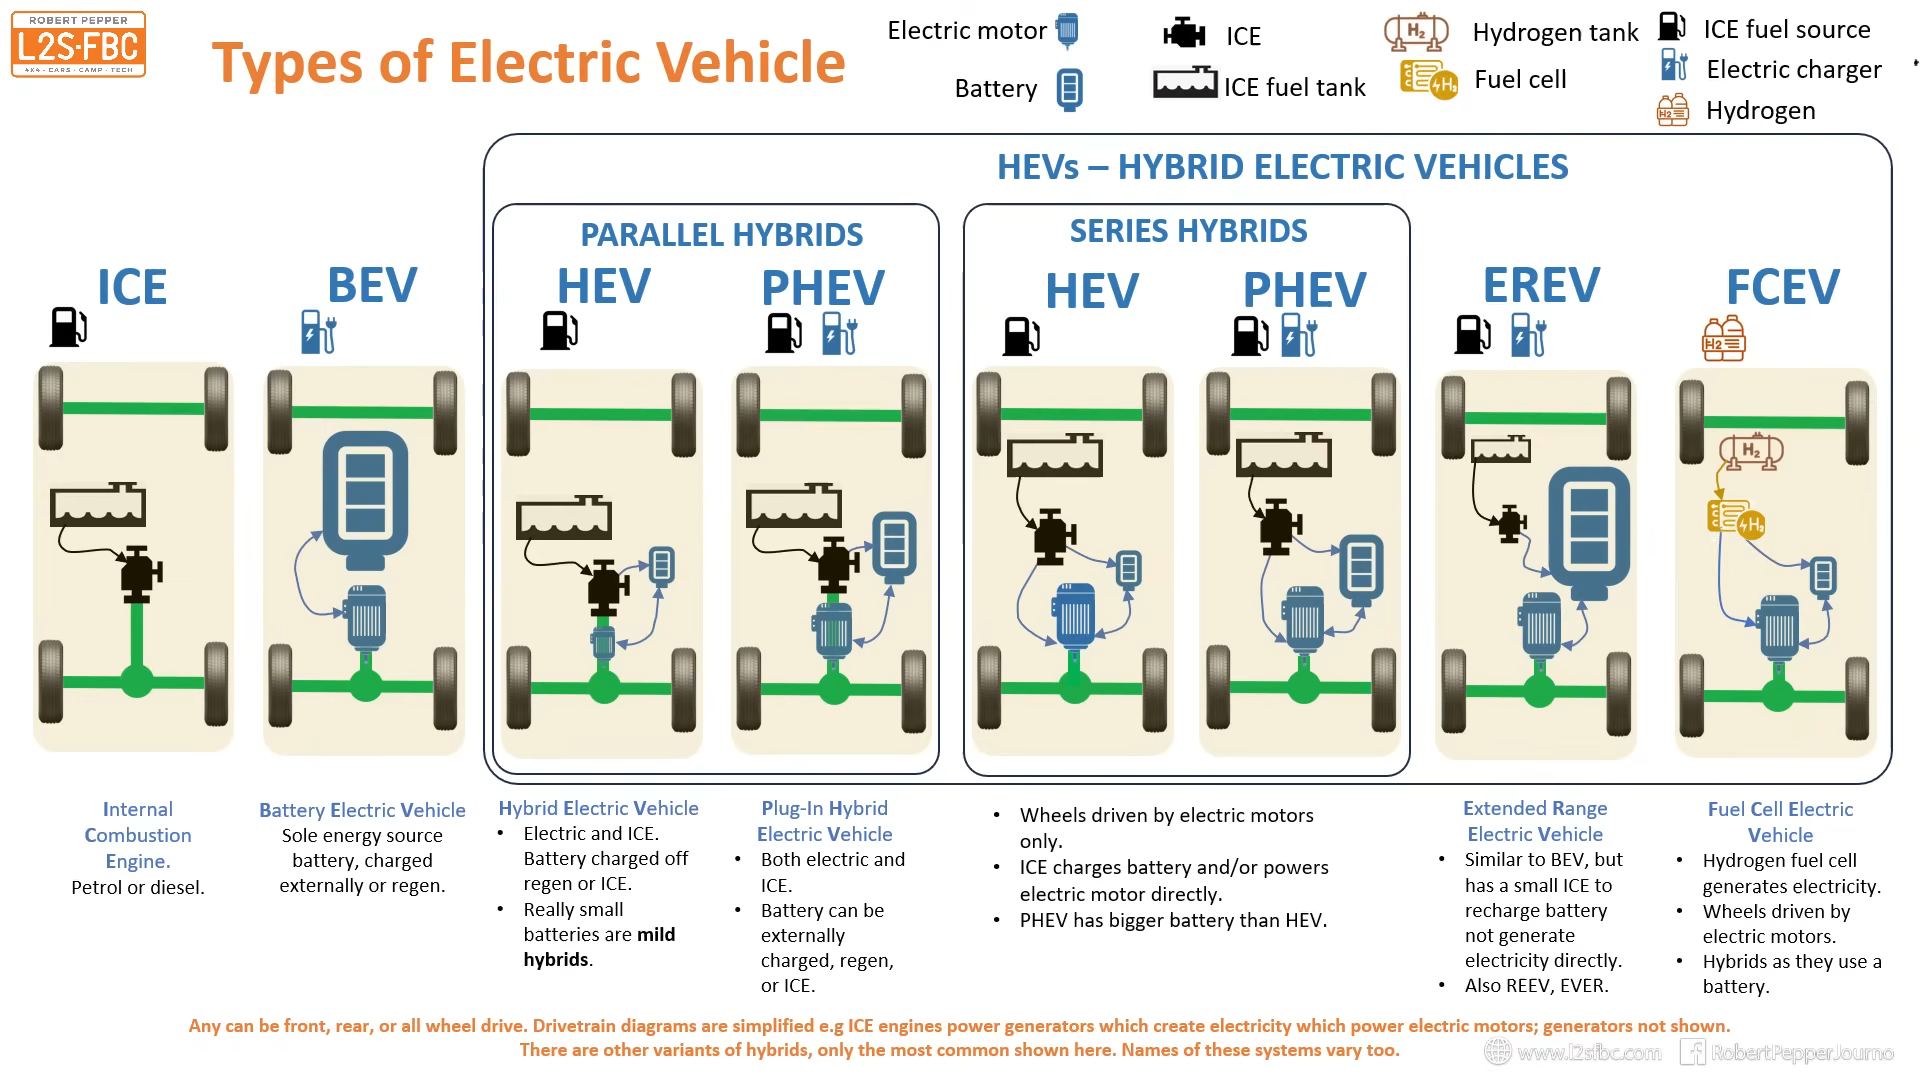 ROBERT PEPPER
L2S-FBC
4X4 - CARS - CAMP - TECH
Types of Electric Vehicle
Electric motor
Battery
ICE
ICE fuel tank
Hydrogen tank
Fuel cell
ICE fuel source
Electric charger
Hydrogen
H2
H2
H2
HEVs – HYBRID ELECTRIC VEHICLES
PARALLEL HYBRIDS
SERIES HYBRIDS
ICE
BEV
HEV
PHEV
HEV
PHEV
EREV
FCEV
H2
H2
H2
Internal
Combustion
Engine.
Petrol or diesel.
Battery Electric Vehicle
Sole energy source
battery, charged
externally or regen.
Hybrid Electric Vehicle
• Electric and ICE.
Battery charged off
regen or ICE.
• Really small
batteries are mild
hybrids.
Plug-In Hybrid
Electric Vehicle
• Both electric and
ICE.
• Battery can be
externally
charged, regen,
or ICE.
• Wheels driven by electric motors
only.
• ICE charges battery and/or powers
electric motor directly.
• PHEV has bigger battery than HEV.
Extended Range
Electric Vehicle
• Similar to BEV, but
has a small ICE to
recharge battery
not generate
electricity directly.
• Also REEV, EVER.
Fuel Cell Electric
Vehicle
• Hydrogen fuel cell
generates electricity.
• Wheels driven by
electric motors.
• Hybrids as they use a
battery.
Any can be front, rear, or all wheel drive. Drivetrain diagrams are simplified e.g ICE engines power generators which create electricity which power electric motors; generators not shown.
There are other variants of hybrids, only the most common shown here. Names of these systems vary too.
www.l2sfbc.com
RobertPepperJourno